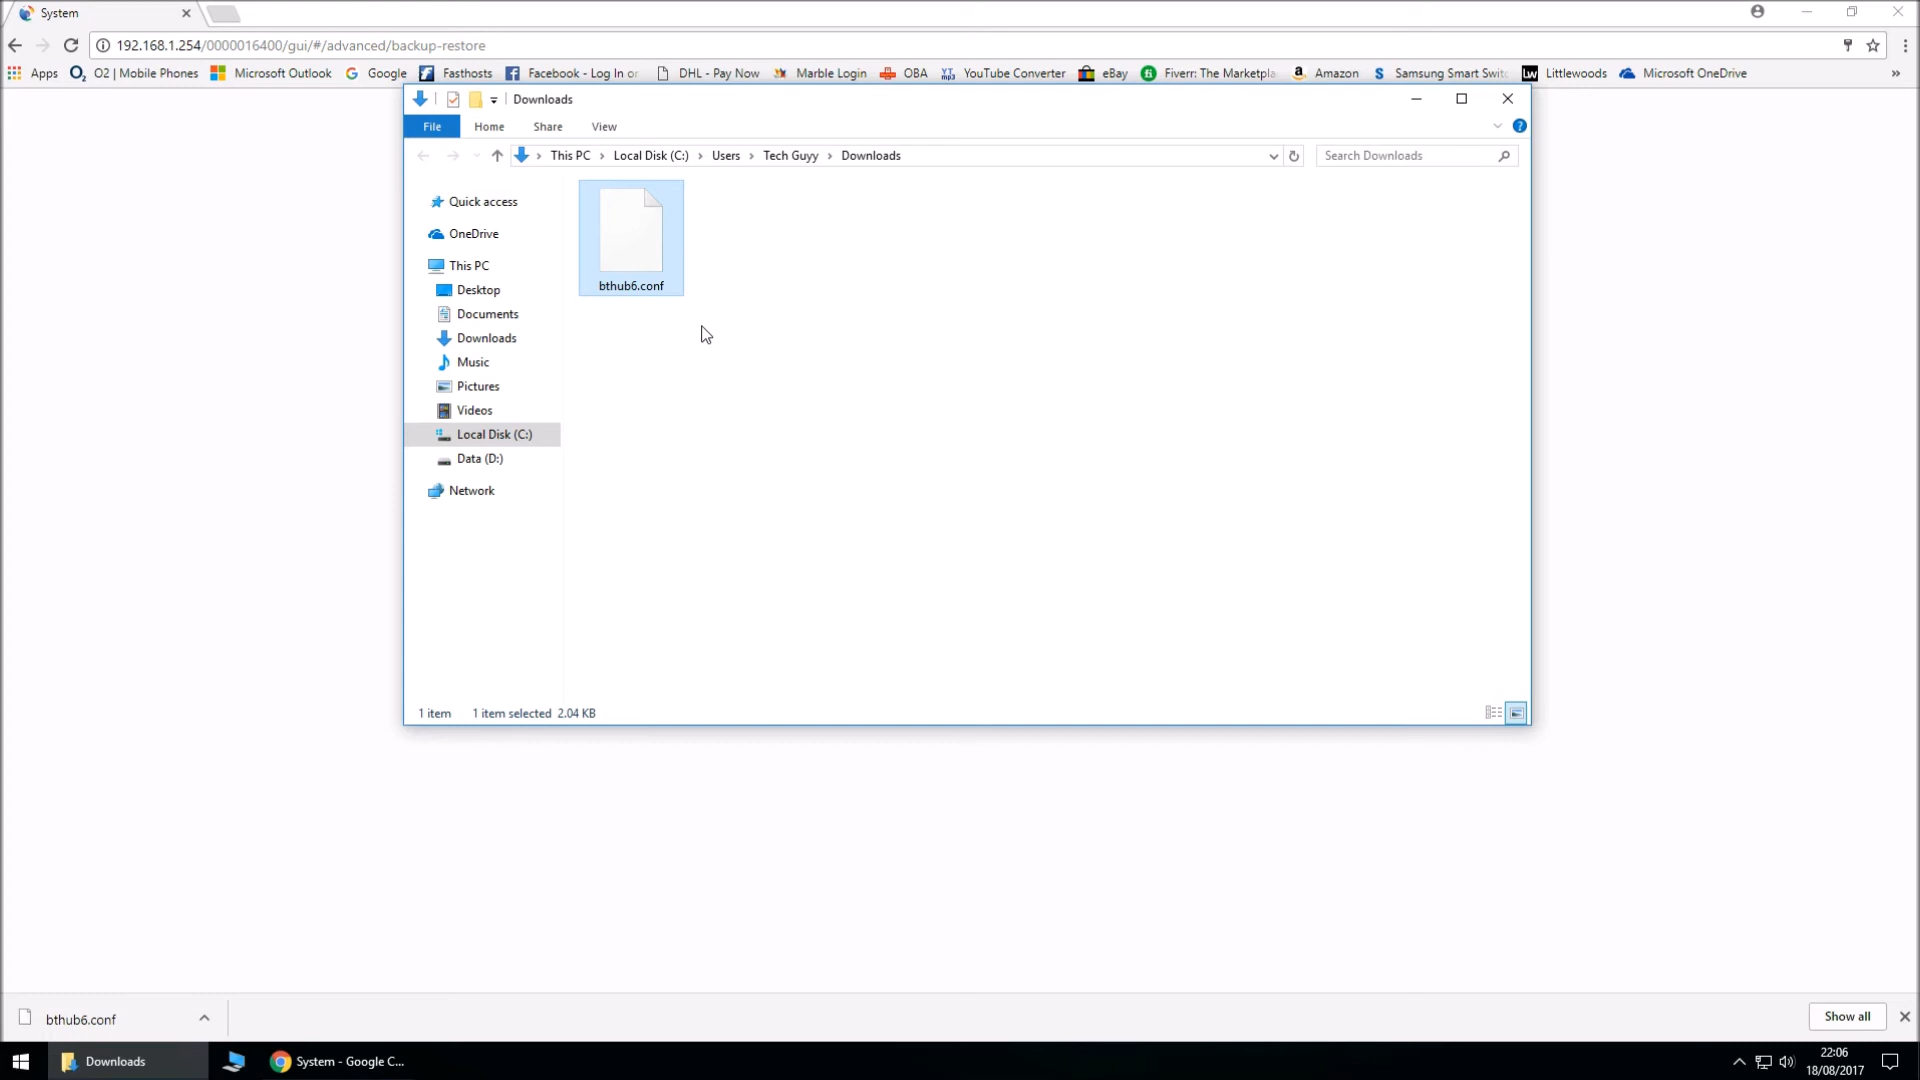 System
192.168.1.254/0000016400/gui/#/advanced/backup-restore
Apps O2 | Mobile Phones Microsoft Outlook Google Fasthosts Facebook - Log In or DHL - Pay Now Marble Login OBA YouTube Converter eBay Fiverr: The Marketpla Amazon Samsung Smart Switc Littlewoods Microsoft OneDrive »
Downloads
File Home Share View
This PC › Local Disk (C:) › Users › Tech Guyy › Downloads
Search Downloads
Quick access
OneDrive
This PC
Desktop
Documents
Downloads
Music
Pictures
Videos
Local Disk (C:)
Data (D:)
Network
bthub6.conf
1 item 1 item selected 2.04 KB
bthub6.conf
Show all
Downloads
System - Google C...
22:06
18/08/2017